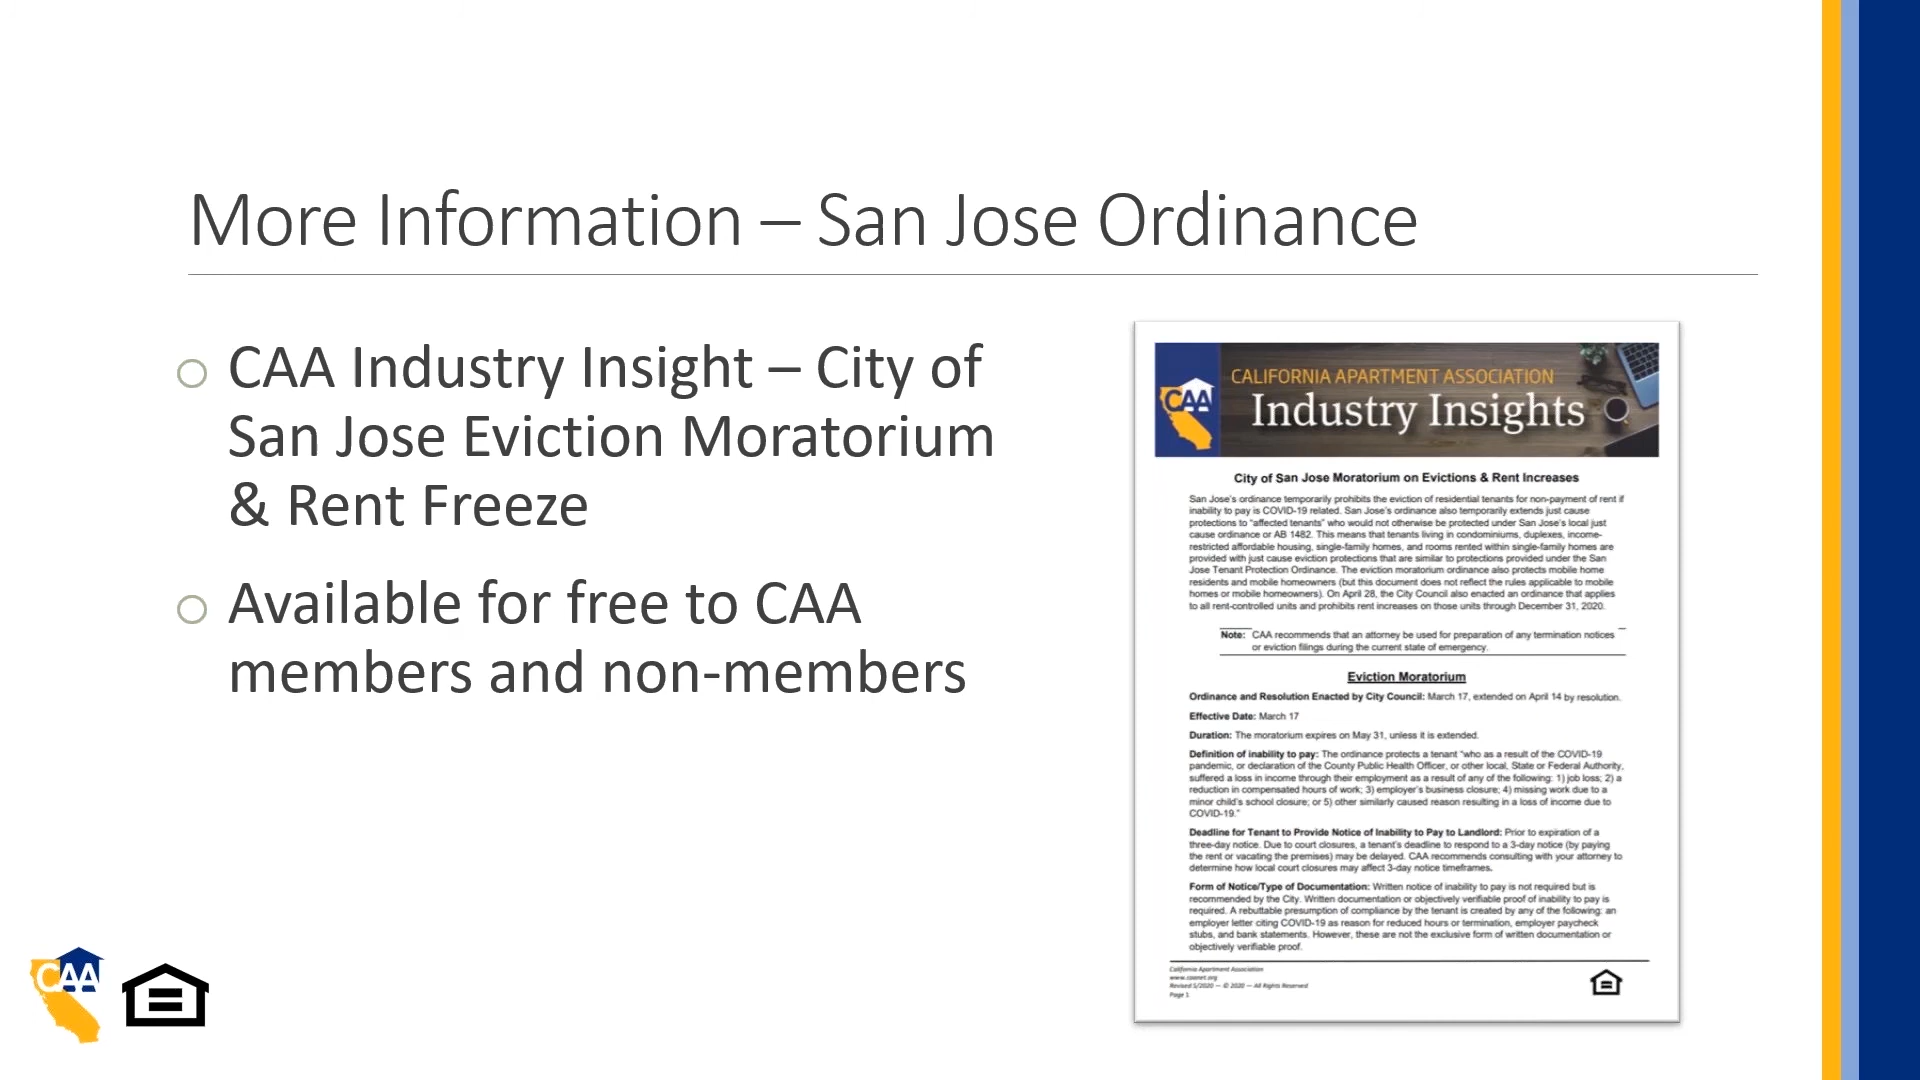 More Information – San Jose Ordinance
CAA Industry Insight – City of
San Jose Eviction Moratorium
& Rent Freeze
Available for free to CAA
members and non-members
CAA
CALIFORNIA APARTMENT ASSOCIATION
Industry Insights
City of San Jose Moratorium on Evictions & Rent Increases
San Jose's ordinance temporarily prohibits the eviction of residential tenants for non-payment of rent if
inability to pay is COVID-19 related. San Jose's ordinance also temporarily extends just cause
protections to "affected tenants" who would not otherwise be protected under San Jose's local just
cause ordinance or AB 1482. This means that tenants living in condominiums, duplexes, income-
restricted affordable housing, single-family homes, and rooms rented within single-family homes are
provided with just cause eviction protections that are similar to protections provided under the San
Jose Tenant Protection Ordinance. The eviction moratorium ordinance also protects mobile home
residents and mobile homeowners (but this document does not reflect the rules applicable to mobile
homes or mobile homeowners). On April 28, the City Council also enacted an ordinance that applies
to all rent-controlled units and prohibits rent increases on those units through December 31, 2020.
Note: CAA recommends that an attorney be used for preparation of any termination notices
or eviction filings during the current state of emergency.
Eviction Moratorium
Ordinance and Resolution Enacted by City Council: March 17, extended on April 14 by resolution.
Effective Date: March 17
Duration: The moratorium expires on May 31, unless it is extended.
Definition of inability to pay: The ordinance protects a tenant "who as a result of the COVID-19
pandemic, or declaration of the County Public Health Officer, or other local, State or Federal Authority,
suffered a loss in income through their employment as a result of any of the following: 1) job loss; 2) a
reduction in compensated hours of work; 3) employer's business closure; 4) missing work due to a
minor child's school closure; or 5) other similarly caused reason resulting in a loss of income due to
COVID-19."
Deadline for Tenant to Provide Notice of Inability to Pay to Landlord: Prior to expiration of a
three-day notice. Due to court closures, a tenant's deadline to respond to a 3-day notice (by paying
the rent or vacating the premises) may be delayed. CAA recommends consulting with your attorney to
determine how local court closures may affect 3-day notice timeframes.
Form of Notice/Type of Documentation: Written notice of inability to pay is not required but is
recommended by the City. Written documentation or objectively verifiable proof of inability to pay is
required. A rebuttable presumption of compliance by the tenant is created by any of the following: an
employer letter citing COVID-19 as reason for reduced hours or termination, employer paycheck
stubs, and bank statements. However, these are not the exclusive form of written documentation or
objectively verifiable proof.
California Apartment Association
www.caanet.org
Revised 5/2020 — © 2020 — All Rights Reserved
Page 1
CAA